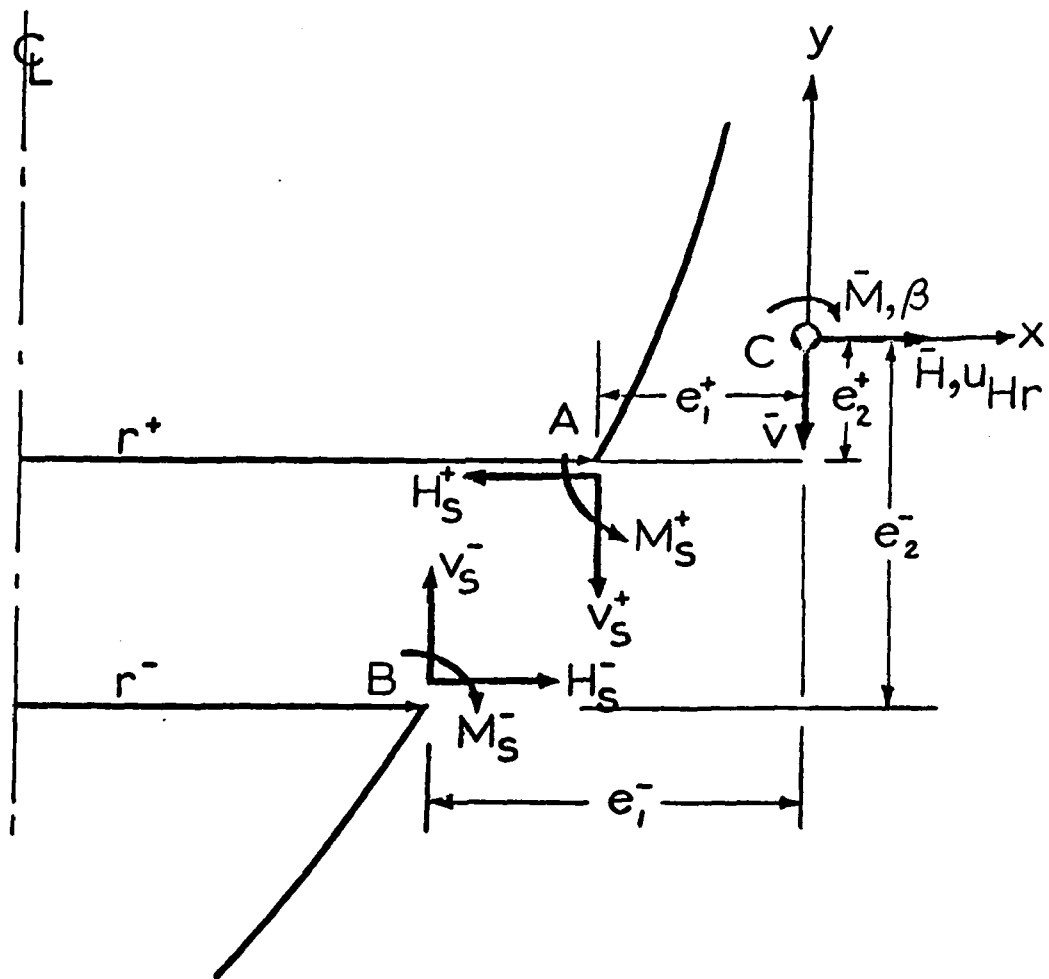 ℄
y
M̄, β
x
C
H̄, u_Hr
e₁⁺
e₂⁺
V̄
A
r⁺
H_S⁺
M_S⁺
e₂⁻
V_S⁻
V_S⁺
B
H_S⁻
r⁻
M_S⁻
e₁⁻